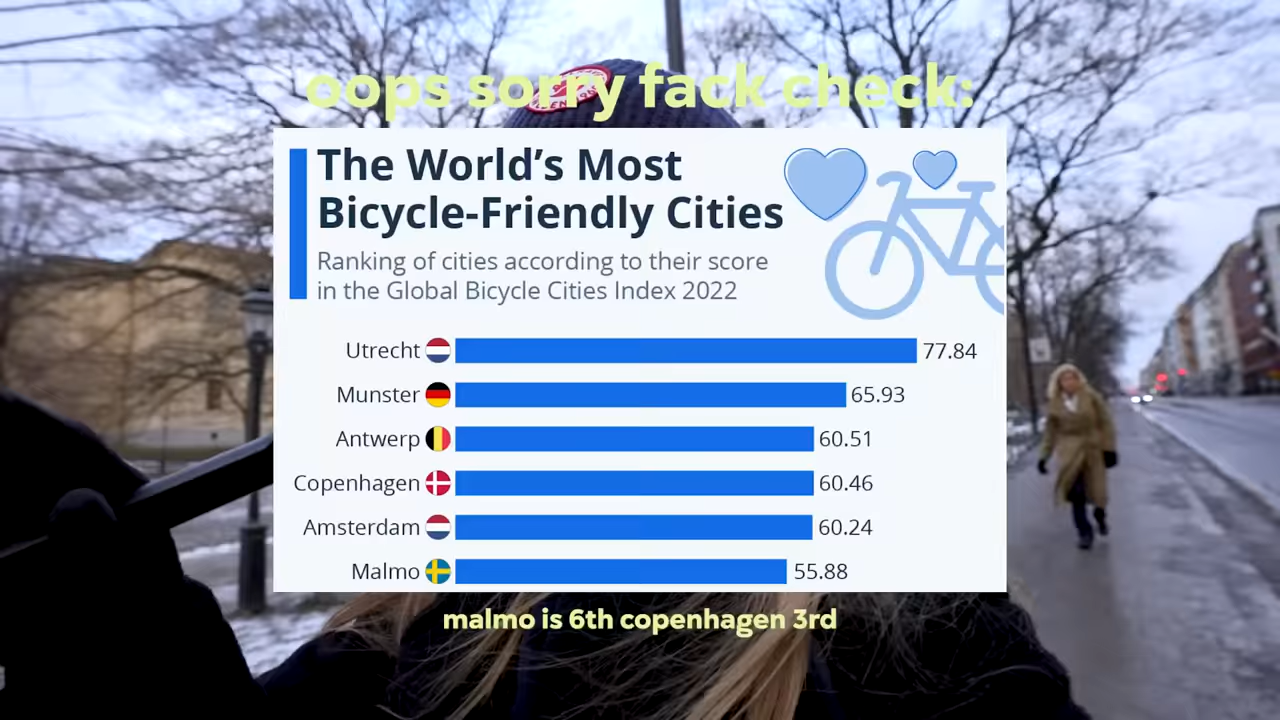 oops sorry fack check:
The World's Most
Bicycle-Friendly Cities
Ranking of cities according to their score
in the Global Bicycle Cities Index 2022
Utrecht 77.84
Munster 65.93
Antwerp 60.51
Copenhagen 60.46
Amsterdam 60.24
Malmo 55.88
malmo is 6th copenhagen 3rd